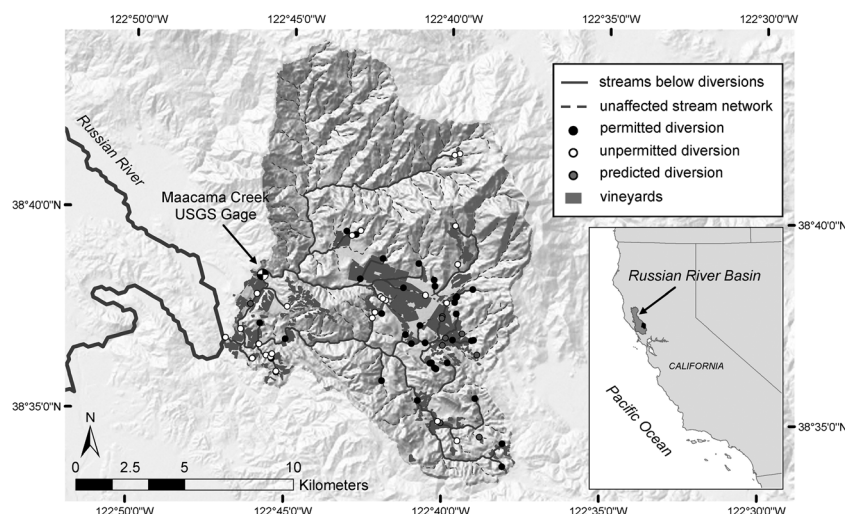 122°50'0"W 122°45'0"W 122°40'0"W 122°35'0"W 122°30'0"W
streams below diversions
unaffected stream network
permitted diversion
unpermitted diversion
predicted diversion
vineyards
Russian River
Maacama Creek
USGS Gage
38°40'0"N
38°40'0"N
Russian River Basin
CALIFORNIA
Pacific Ocean
38°35'0"N
38°35'0"N
N
0 2.5 5 10
Kilometers
122°50'0"W 122°45'0"W 122°40'0"W 122°35'0"W 122°30'0"W